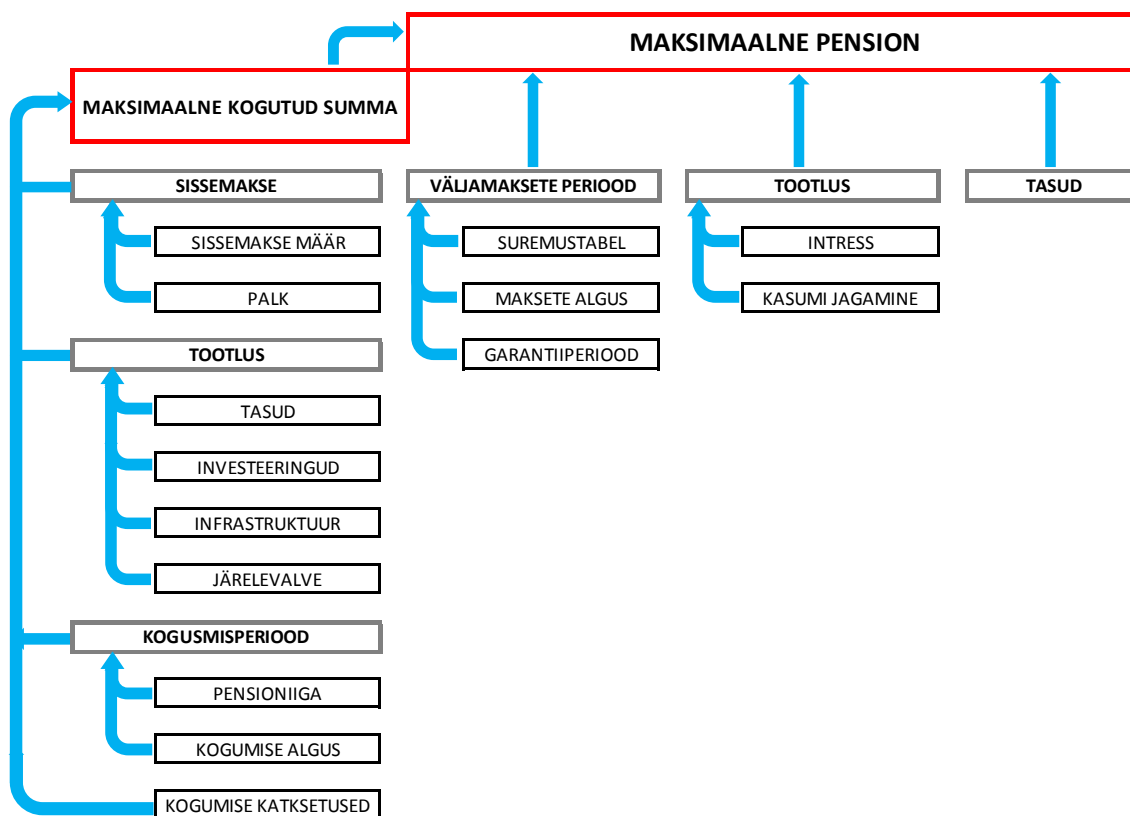 MAKSIMAALNE PENSION
MAKSIMAALNE KOGUTUD SUMMA
SISSEMAKSE
SISSEMAKSE MÄÄR
PALK
TOOTLUS
TASUD
INVESTEERINGUD
INFRASTRUKTUUR
JÄRELEVALVE
KOGUSMISPERIOOD
PENSIONIIGA
KOGUMISE ALGUS
KOGUMISE KATKSETUSED
VÄLJAMAKSETE PERIOOD
SUREMUSTABEL
MAKSETE ALGUS
GARANTIIPERIOOD
TOOTLUS
INTRESS
KASUMI JAGAMINE
TASUD